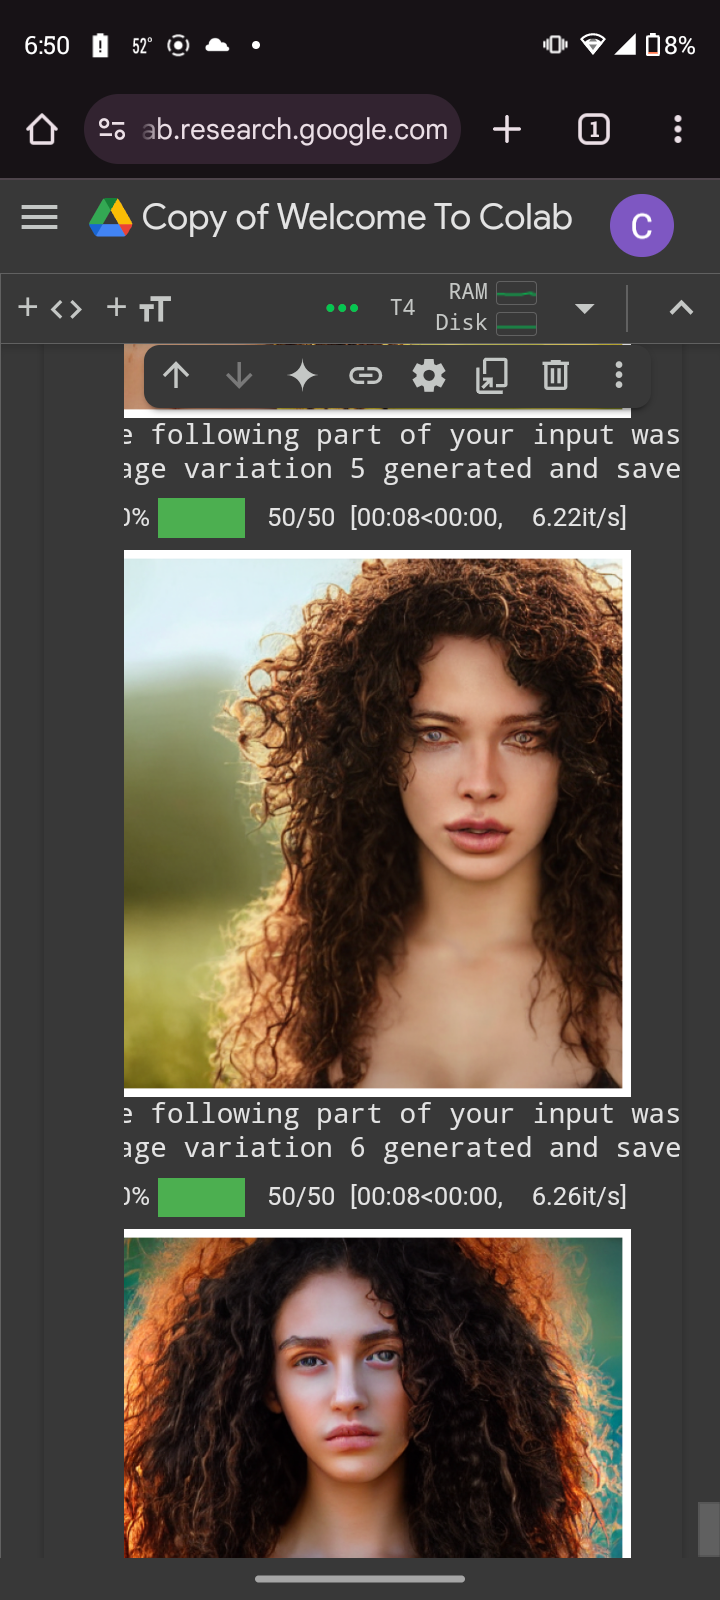 6:50 52° 8%
ab.research.google.com 1
Copy of Welcome To Colab C
+ <> + TT ••• T4 RAM
Disk
e following part of your input was
age variation 5 generated and save
0% 50/50 [00:08<00:00, 6.22it/s]
e following part of your input was
age variation 6 generated and save
0% 50/50 [00:08<00:00, 6.26it/s]